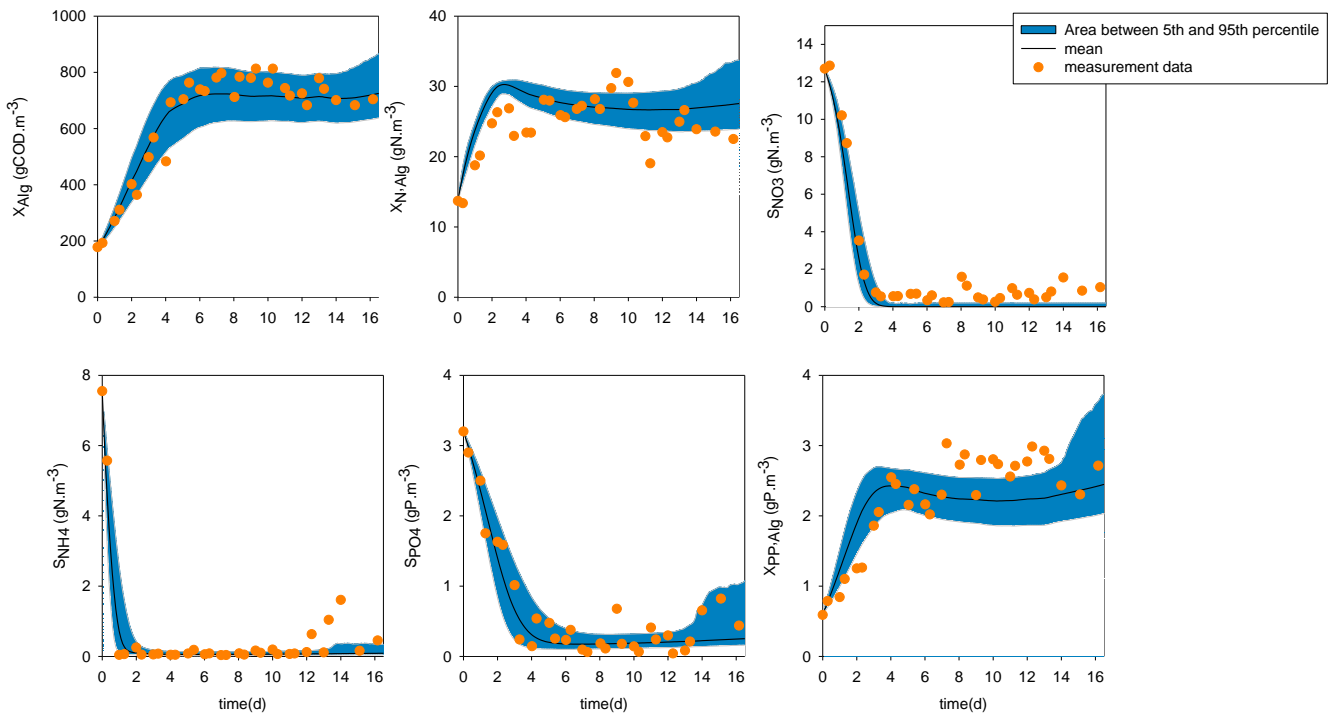 Area between 5th and 95th percentile
mean
measurement data
X_Alg (gCOD.m^-3)
1000
800
600
400
200
0
0 2 4 6 8 10 12 14 16
X_N,Alg (gN.m^-3)
40
30
20
10
0
0 2 4 6 8 10 12 14 16
S_NO3 (gN.m^-3)
14
12
10
8
6
4
2
0
0 2 4 6 8 10 12 14 16
S_NH4 (gN.m^-3)
8
6
4
2
0
0 2 4 6 8 10 12 14 16
time(d)
S_PO4 (gP.m^-3)
4
3
2
1
0
0 2 4 6 8 10 12 14 16
time(d)
X_PP,Alg (gP.m^-3)
4
3
2
1
0
0 2 4 6 8 10 12 14 16
time(d)